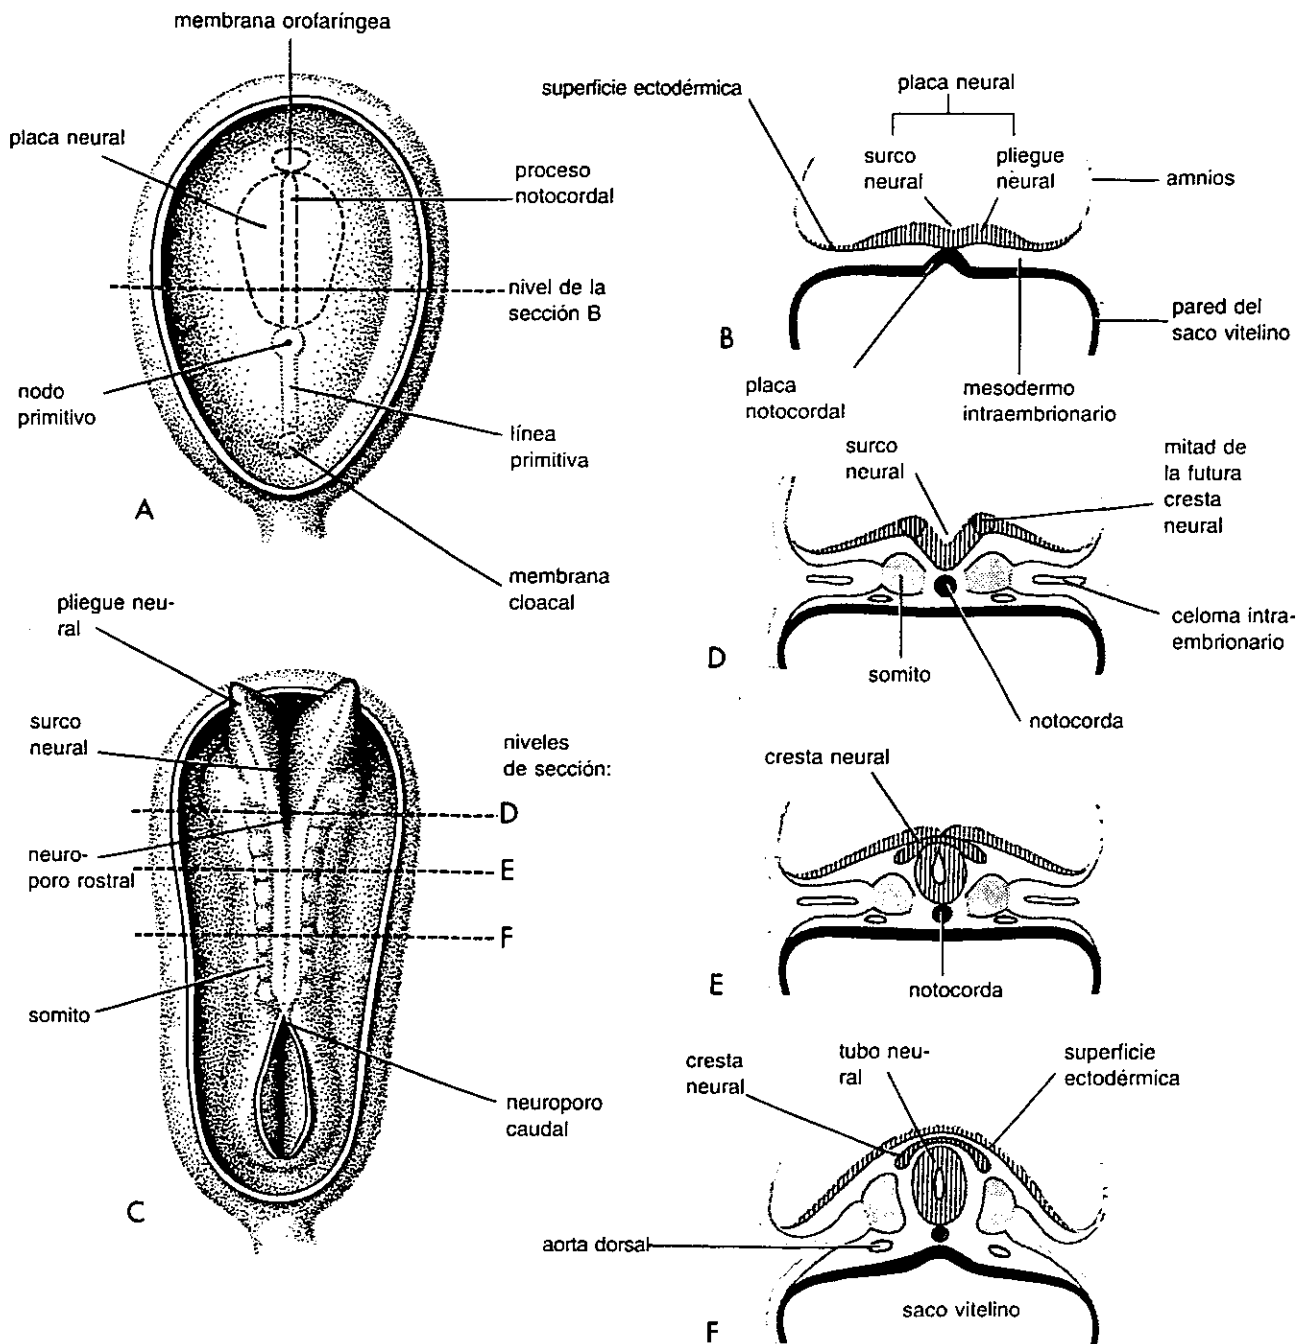 membrana orofaríngea
placa neural
proceso
notocordal
nivel de la
sección B
nodo
primitivo
línea
primitiva
membrana
cloacal
A
superficie ectodérmica
placa neural
surco
neural
pliegue
neural
amnios
pared del
saco vitelino
B
placa
notocordal
mesodermo
intraembrionario
surco
neural
mitad de
la futura
cresta
neural
celoma intra-
embrionario
D
somito
notocorda
pliegue neu-
ral
surco
neural
niveles
de sección:
D
neuro-
poro rostral
E
F
somito
neuroporo
caudal
C
cresta neural
E
notocorda
cresta
neural
tubo neu-
ral
superficie
ectodérmica
aorta dorsal
saco vitelino
F